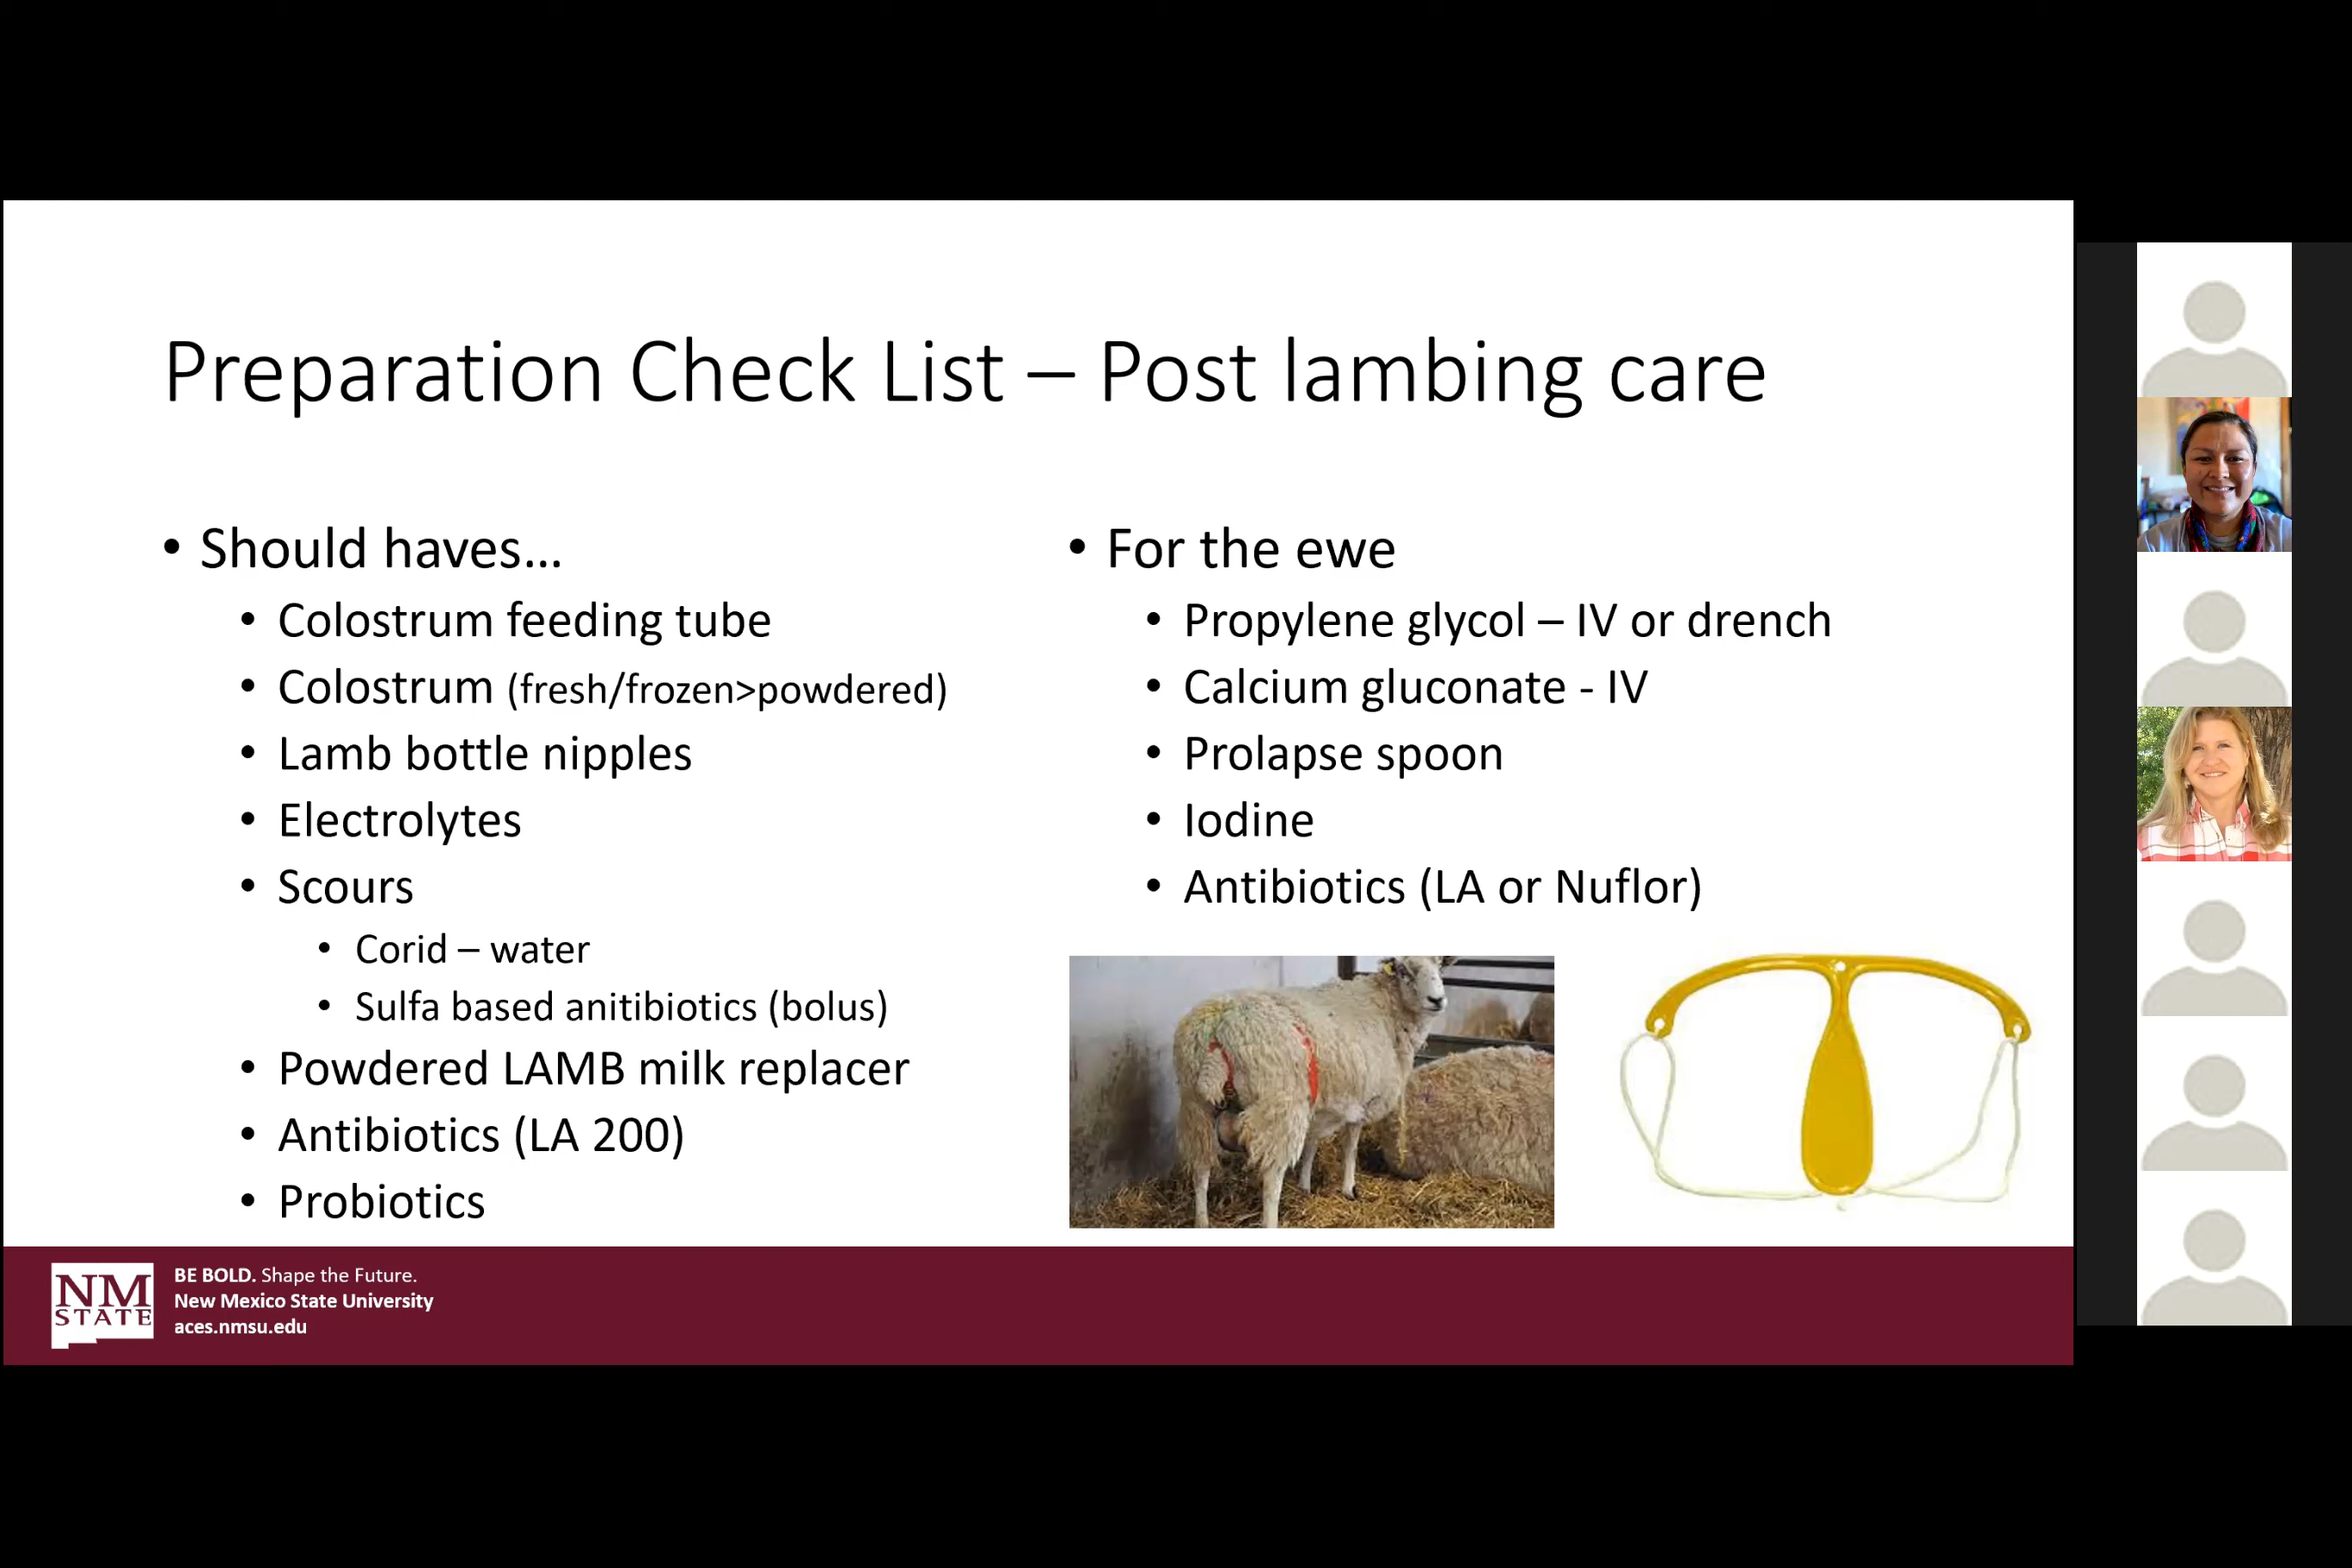 Preparation Check List – Post lambing care
• Should haves...
• Colostrum feeding tube
• Colostrum (fresh/frozen>powdered)
• Lamb bottle nipples
• Electrolytes
• Scours
• Corid – water
• Sulfa based anitibiotics (bolus)
• Powdered LAMB milk replacer
• Antibiotics (LA 200)
• Probiotics
• For the ewe
• Propylene glycol – IV or drench
• Calcium gluconate - IV
• Prolapse spoon
• Iodine
• Antibiotics (LA or Nuflor)
NM
STATE
BE BOLD. Shape the Future.
New Mexico State University
aces.nmsu.edu